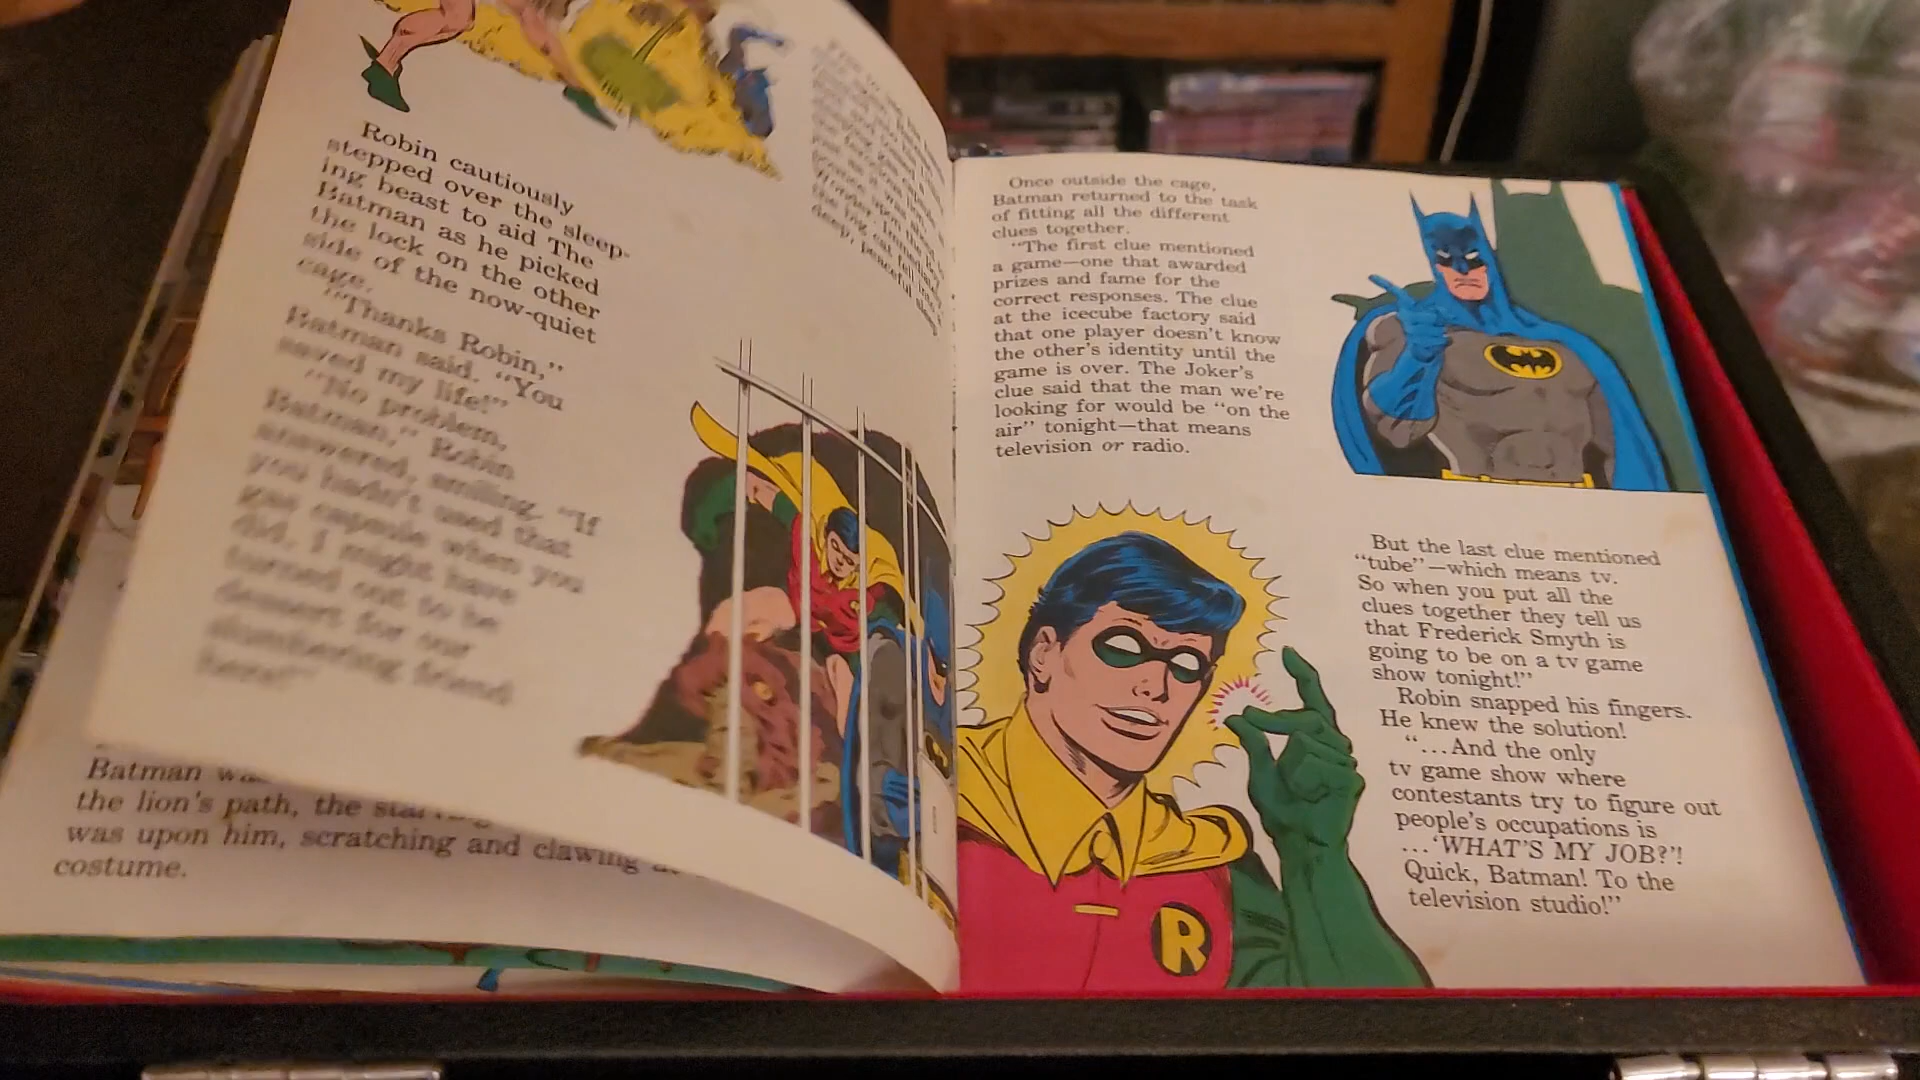 Robin cautiously
stepped over the sleep-
ing beast to aid The
Batman as he picked
the lock on the other
side of the now-quiet
cage.
"Thanks Robin,"
Batman said. "You
saved my life!"
"No problem,
Batman," Robin
answered, smiling. "If
you hadn't used that
gas capsule when you
did, I might have
turned out to be
dessert for our
slumbering friend
here!"
deep, peaceful sleep.
Batman
the lion's path, the
was upon him, scratching and clawing
costume.
Once outside the cage,
Batman returned to the task
of fitting all the different
clues together.
"The first clue mentioned
a game—one that awarded
prizes and fame for the
correct responses. The clue
at the icecube factory said
that one player doesn't know
the other's identity until the
game is over. The Joker's
clue said that the man we're
looking for would be "on the
air" tonight—that means
television or radio.
But the last clue mentioned
"tube"—which means tv.
So when you put all the
clues together they tell us
that Frederick Smyth is
going to be on a tv game
show tonight!"
Robin snapped his fingers.
He knew the solution!
"...And the only
tv game show where
contestants try to figure out
people's occupations is
...'WHAT'S MY JOB?'!
Quick, Batman! To the
television studio!"
R